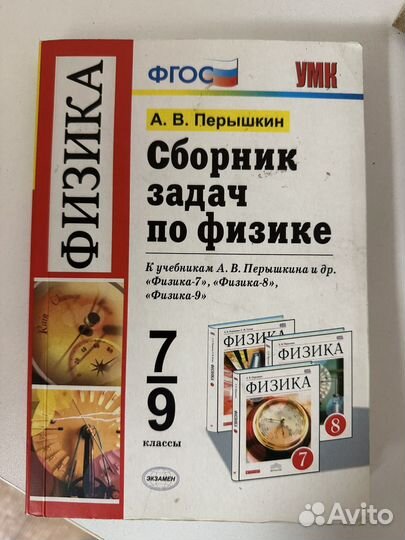 ФИЗИКА
ФГОС
УМК
А. В. Перышкин
Сборник
задач
по физике
К учебникам А. В. Перышкина и др.
«Физика-7», «Физика-8»,
«Физика-9»
7
9
классы
ЭКЗАМЕН
ФИЗИКА
ФИЗИКА
8
ФИЗИКА
7
Avito